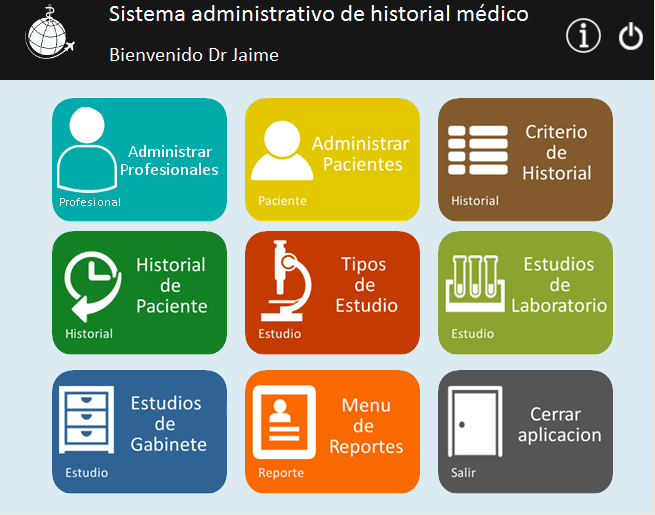 Sistema administrativo de historial médico
Bienvenido Dr Jaime
Administrar
Profesionales
Profesional
Administrar
Pacientes
Paciente
Criterio
de
Historial
Historial
Historial
de
Paciente
Historial
Tipos
de
Estudio
Estudio
Estudios
de
Laboratorio
Estudio
Estudios
de
Gabinete
Estudio
Menu
de
Reportes
Reporte
Cerrar
aplicacion
Salir